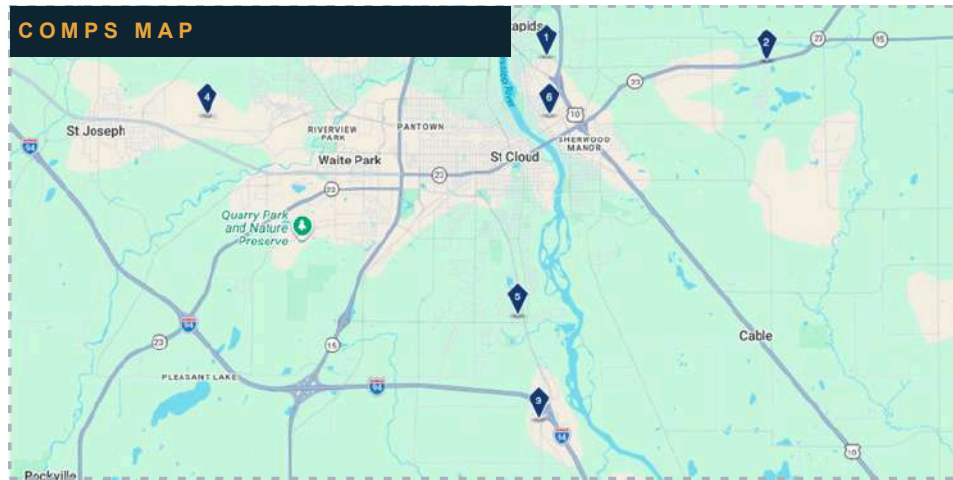 COMPS MAP
apids
1
2
23
15
23
4
6
10
94
St Joseph
RIVERVIEW
PARK
PANTOWN
SHERWOOD
MANOR
Waite Park
St Cloud
23
23
Quarry Park
and Nature
Preserve
5
94
23
15
Cable
PLEASANT LAKE
94
3
94
10
Rockville